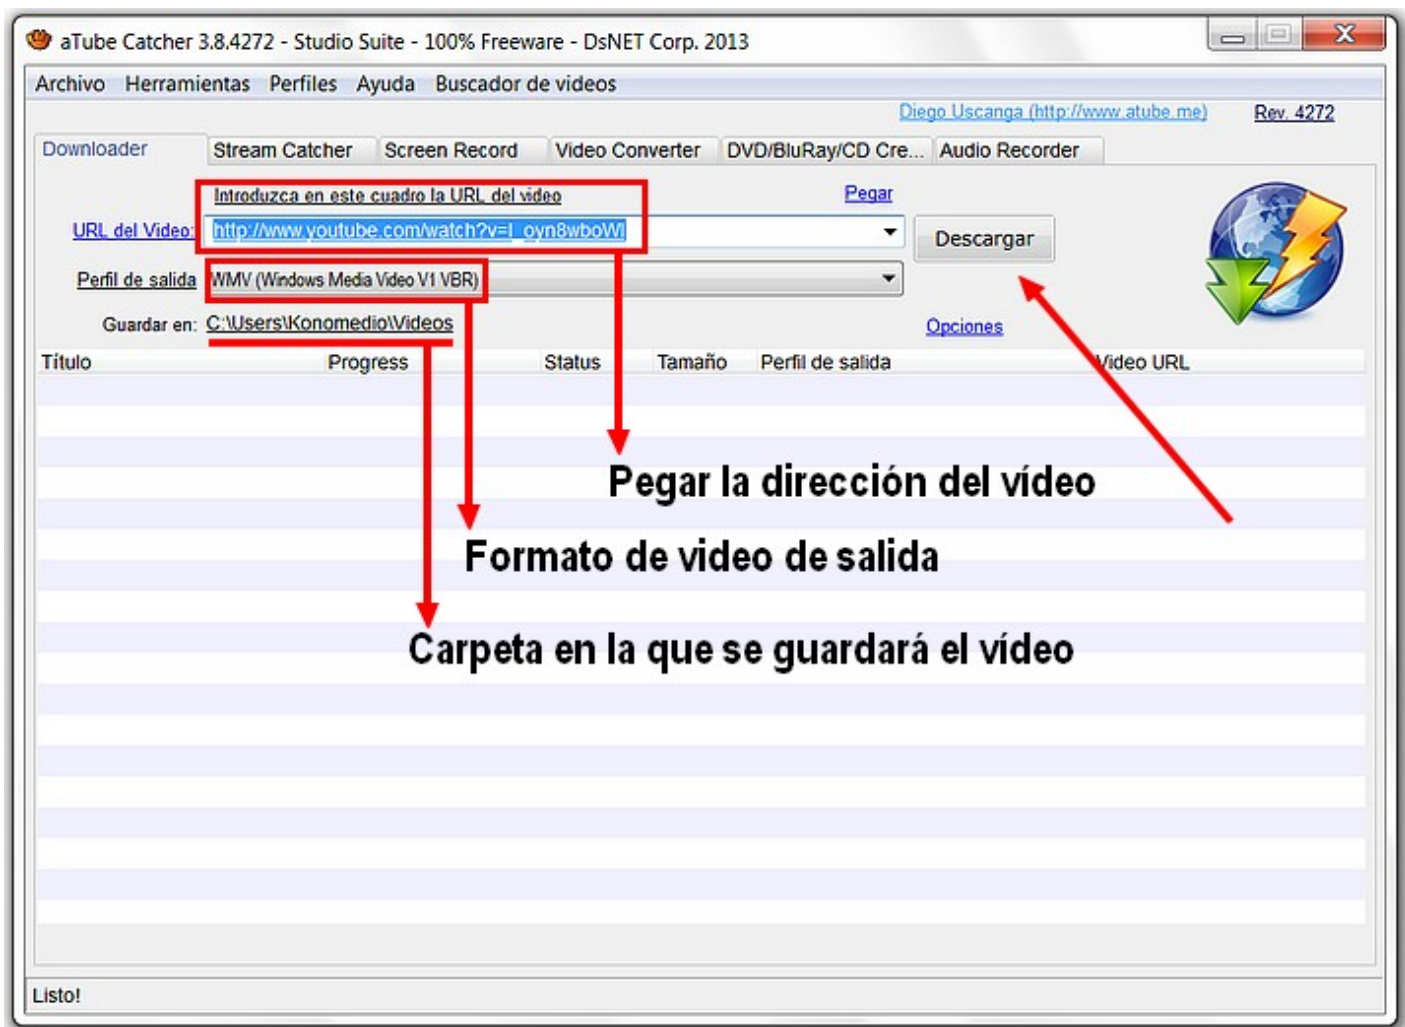 aTube Catcher 3.8.4272 - Studio Suite - 100% Freeware - DsNET Corp. 2013
Archivo Herramientas Perfiles Ayuda Buscador de videos
Diego Uscanga (http://www.atube.me) Rev. 4272
Downloader Stream Catcher Screen Record Video Converter DVD/BluRay/CD Cre... Audio Recorder
Introduzca en este cuadro la URL del video Pegar
URL del Video: http://www.youtube.com/watch?v=I_oyn8wboWI Descargar
Perfil de salida WMV (Windows Media Video V1 VBR)
Guardar en: C:\Users\Konomedio\Videos Opciones
Título Progress Status Tamaño Perfil de salida Video URL
Pegar la dirección del vídeo
Formato de video de salida
Carpeta en la que se guardará el vídeo
Listo!